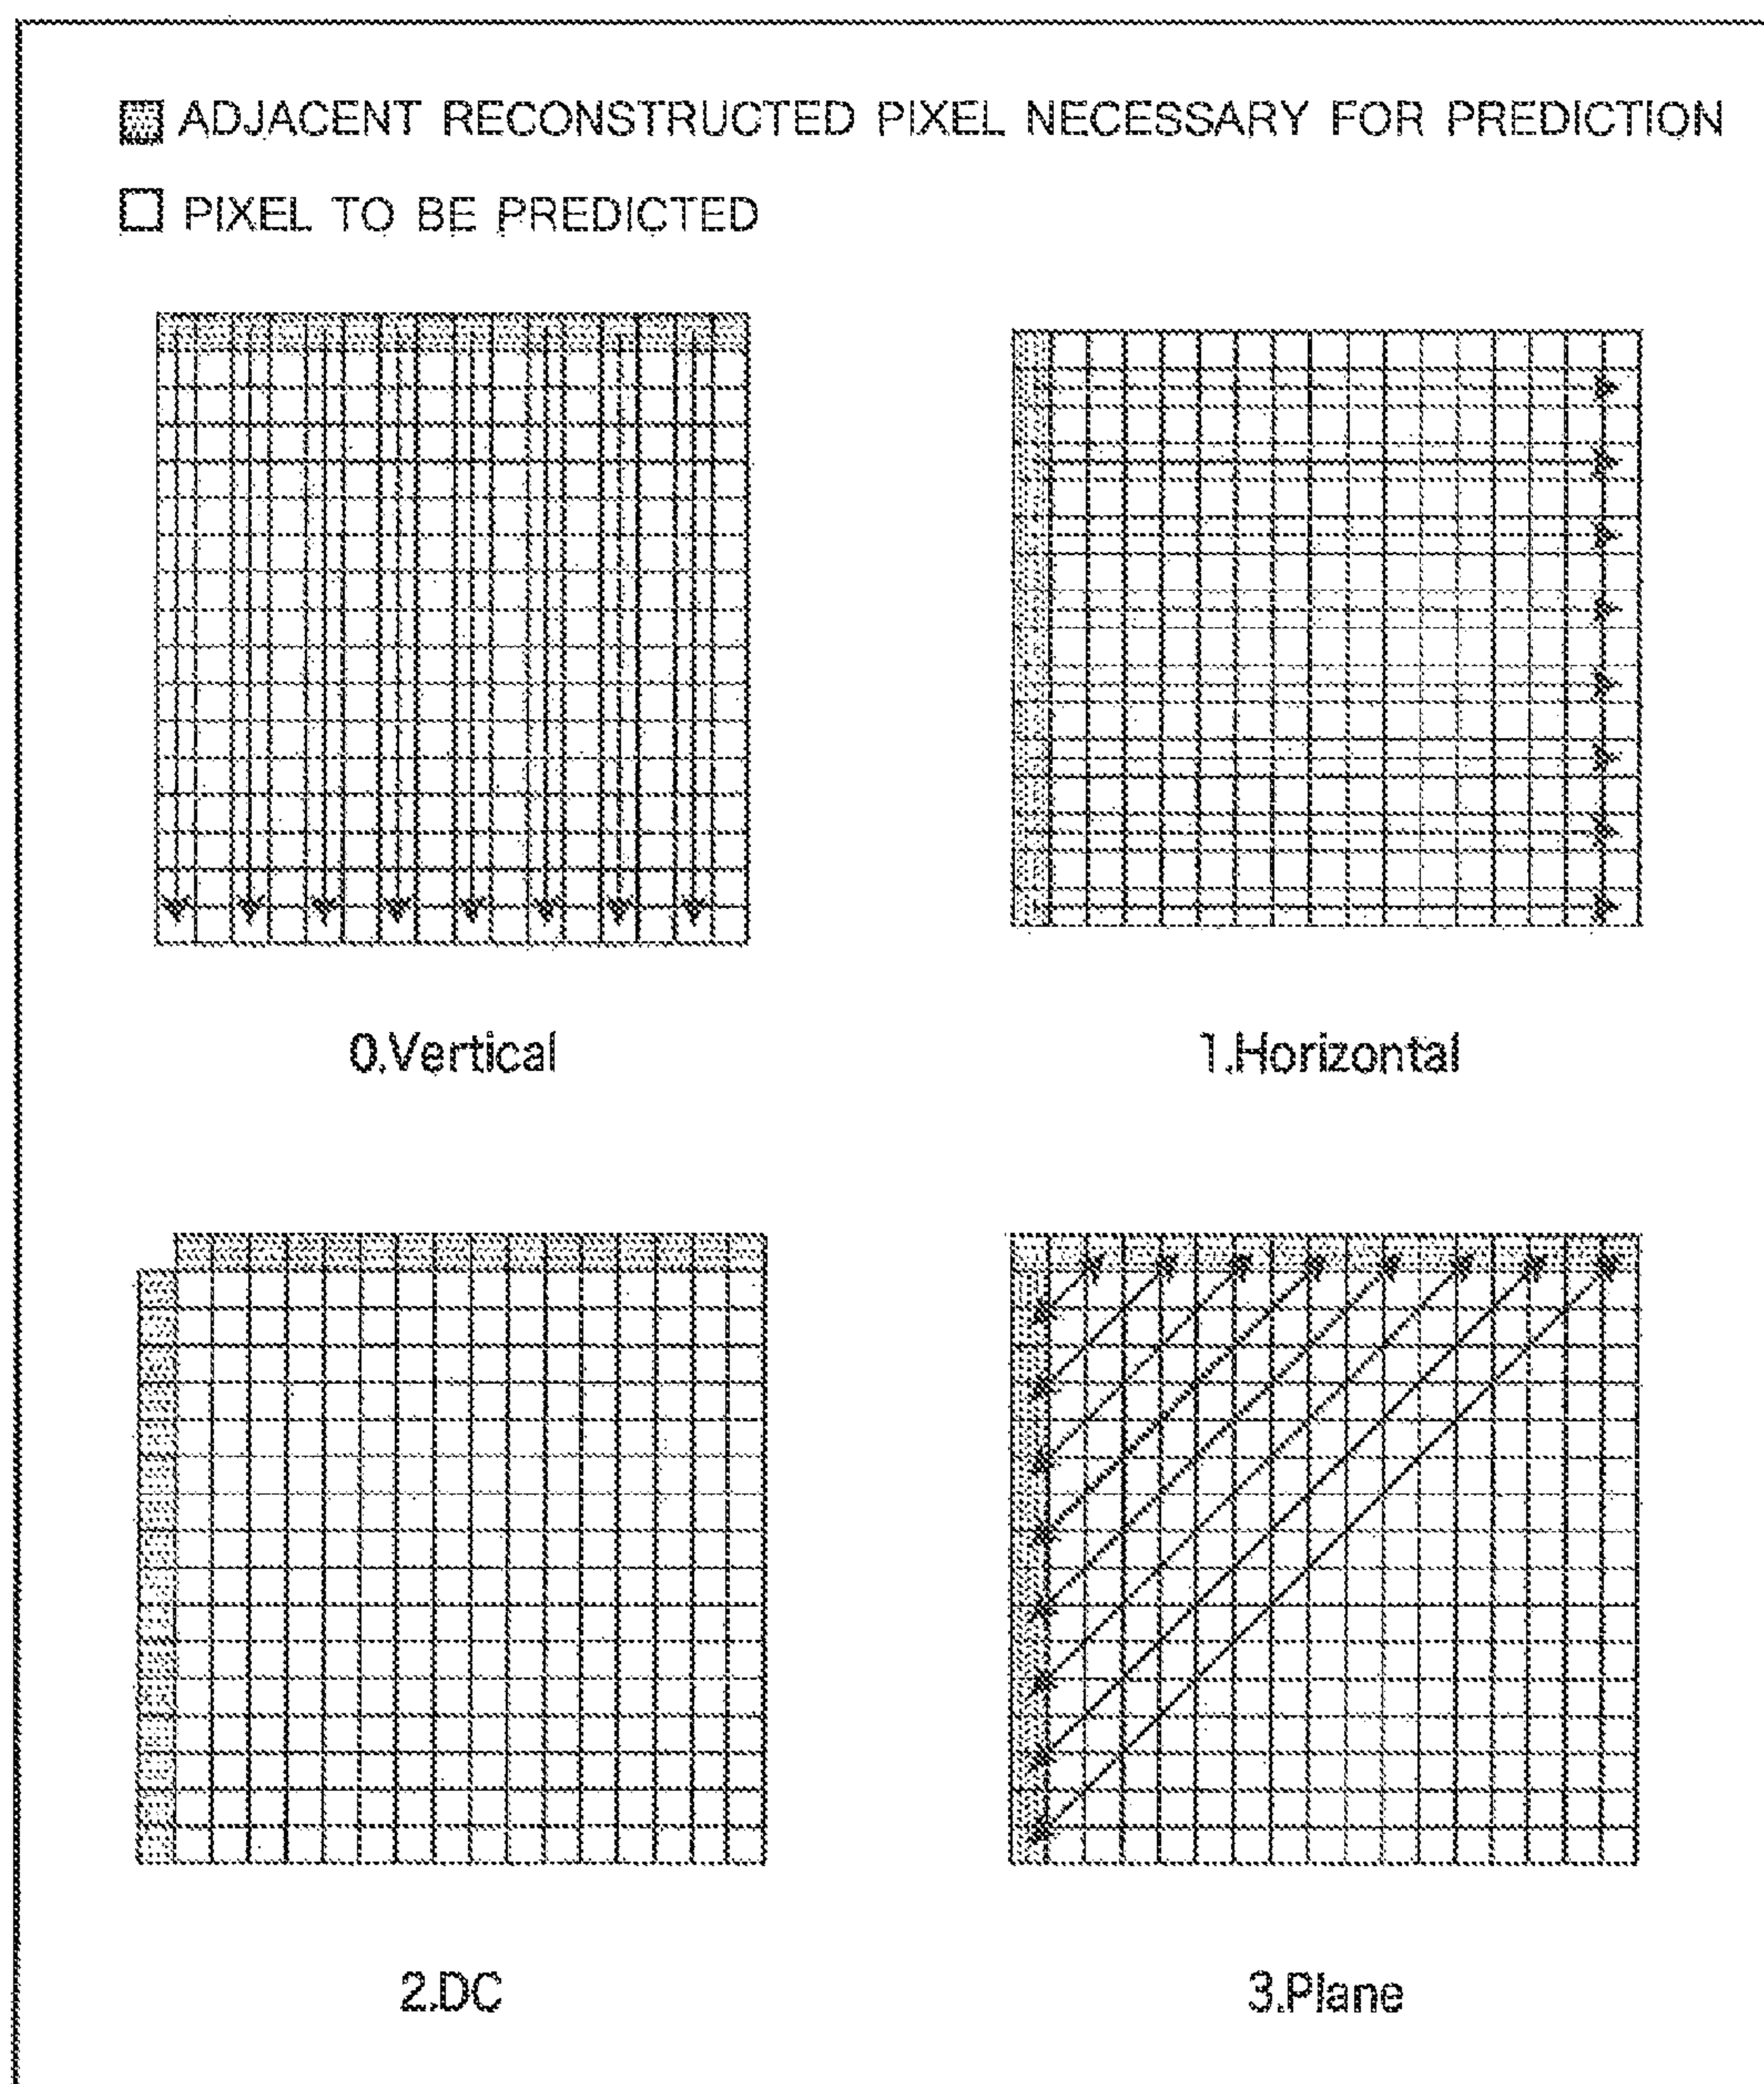 ADJACENT RECONSTRUCTED PIXEL NECESSARY FOR PREDICTION
PIXEL TO BE PREDICTED
0.Vertical
1.Horizontal
2.DC
3.Plane